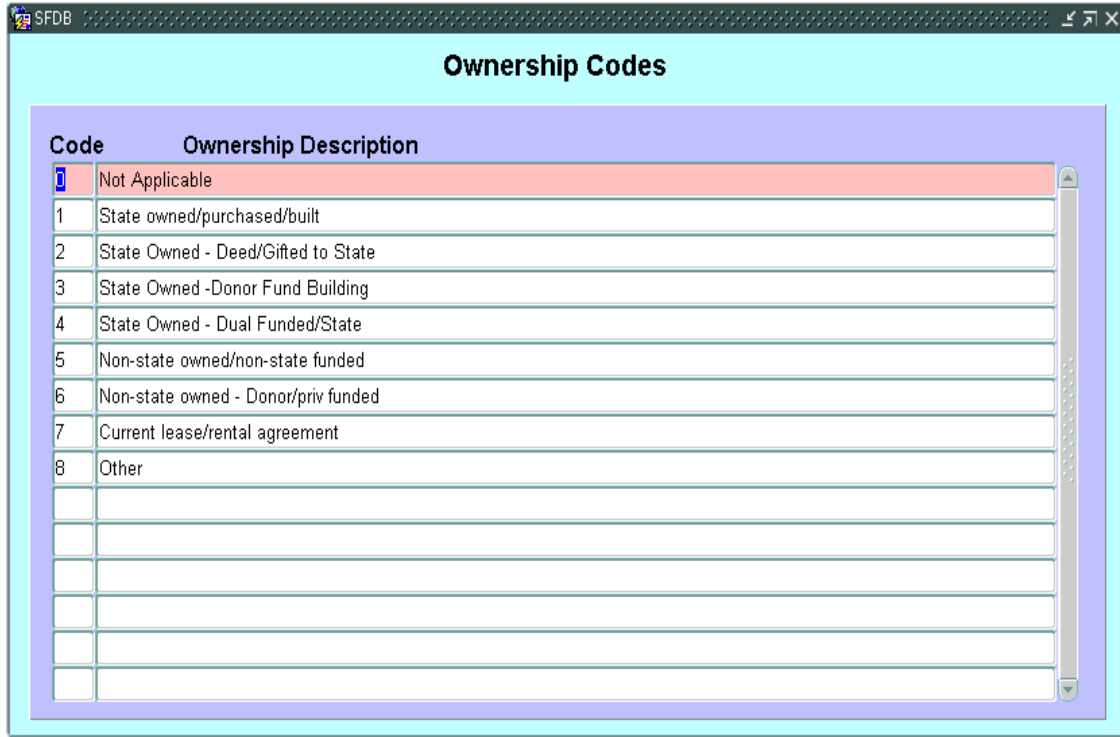 SFDB
Ownership Codes
Code Ownership Description
0 Not Applicable
1 State owned/purchased/built
2 State Owned - Deed/Gifted to State
3 State Owned -Donor Fund Building
4 State Owned - Dual Funded/State
5 Non-state owned/non-state funded
6 Non-state owned - Donor/priv funded
7 Current lease/rental agreement
8 Other